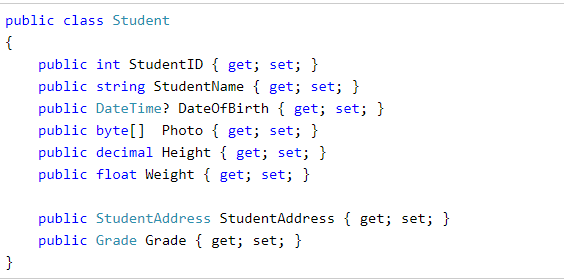 public class Student
{
    public int StudentID { get; set; }
    public string StudentName { get; set; }
    public DateTime? DateOfBirth { get; set; }
    public byte[]  Photo { get; set; }
    public decimal Height { get; set; }
    public float Weight { get; set; }

    public StudentAddress StudentAddress { get; set; }
    public Grade Grade { get; set; }
}